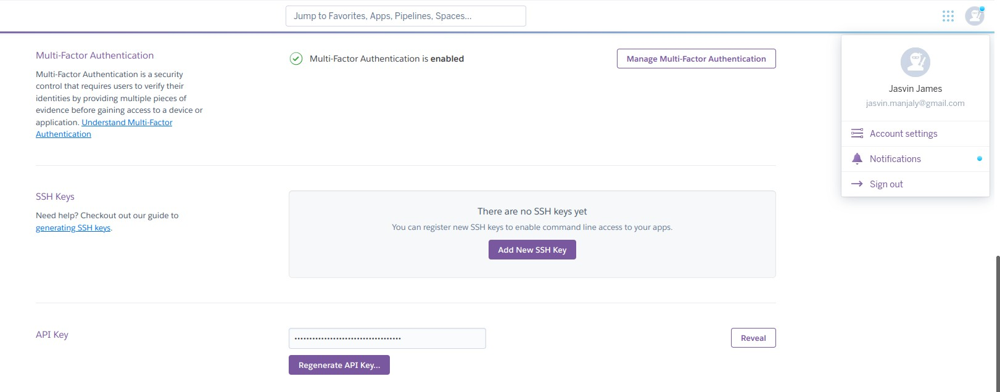 Jump to Favorites, Apps, Pipelines, Spaces...
Multi-Factor Authentication
Multi-Factor Authentication is a security
control that requires users to verify their
identities by providing multiple pieces of
evidence before gaining access to a device or
application. Understand Multi-Factor
Authentication
Multi-Factor Authentication is enabled
Manage Multi-Factor Authentication
Jasvin James
jasvin.manjaly@gmail.com
Account settings
Notifications
Sign out
SSH Keys
Need help? Checkout out our guide to
generating SSH keys.
There are no SSH keys yet
You can register new SSH keys to enable command line access to your apps.
Add New SSH Key
API Key
Reveal
Regenerate API Key...